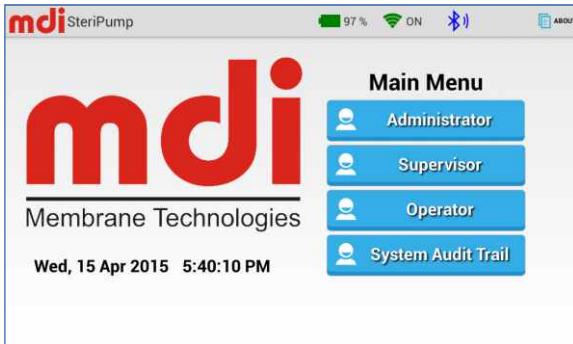 mdi SteriPump 97 % ON ABOU
mdi
Membrane Technologies
Wed, 15 Apr 2015 5:40:10 PM
Main Menu
Administrator
Supervisor
Operator
System Audit Trail